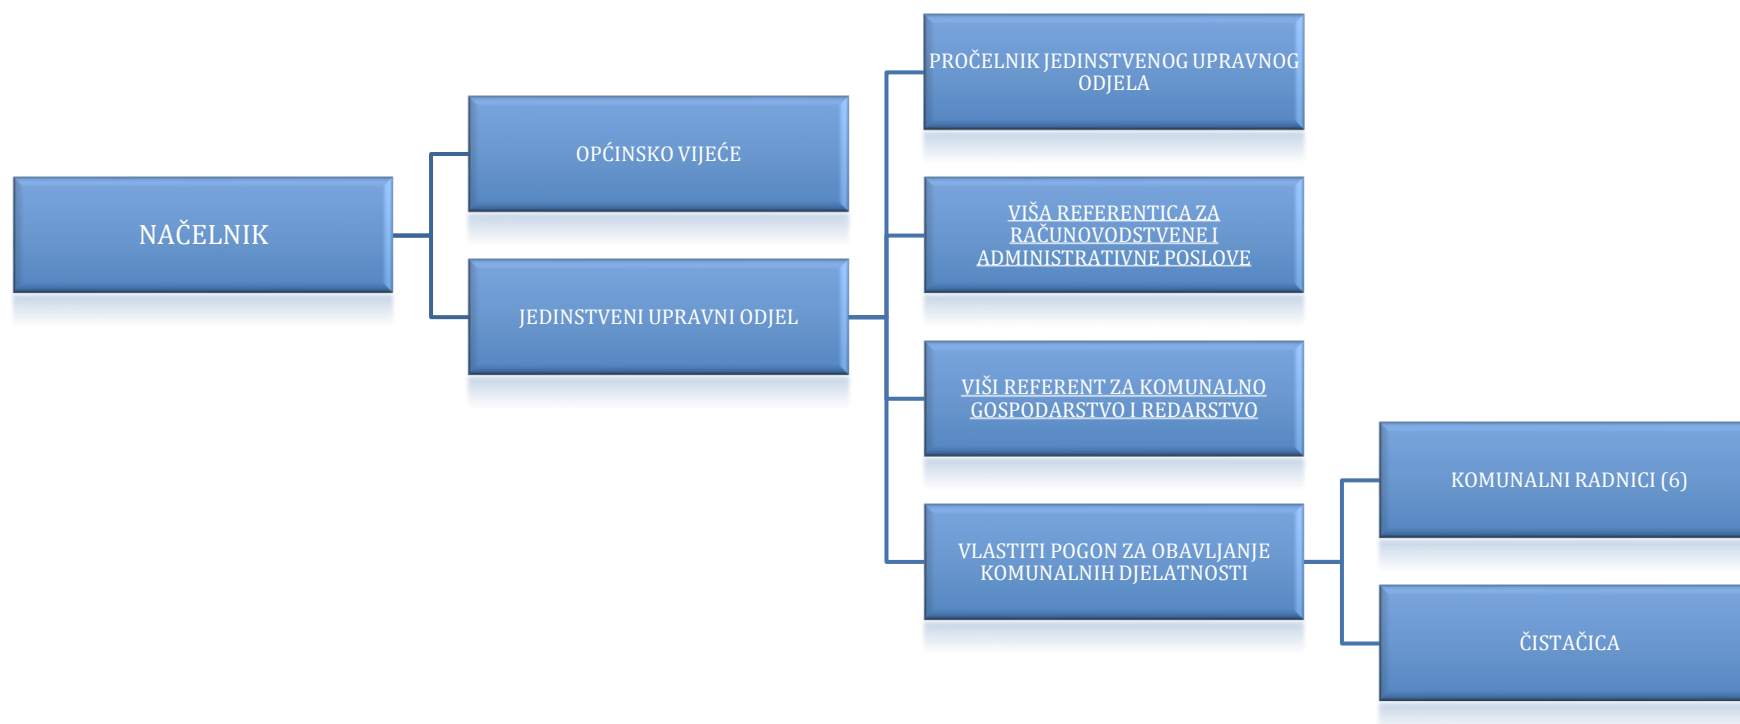 NAČELNIK
OPĆINSKO VIJEĆE
JEDINSTVENI UPRAVNI ODJEL
PROČELNIK JEDINSTVENOG UPRAVNOG
ODJELA
VIŠA REFERENTICA ZA
RAČUNOVODSTVENE I
ADMINISTRATIVNE POSLOVE
VIŠI REFERENT ZA KOMUNALNO
GOSPODARSTVO I REDARSTVO
VLASTITI POGON ZA OBAVLJANJE
KOMUNALNIH DJELATNOSTI
KOMUNALNI RADNICI (6)
ČISTAČICA